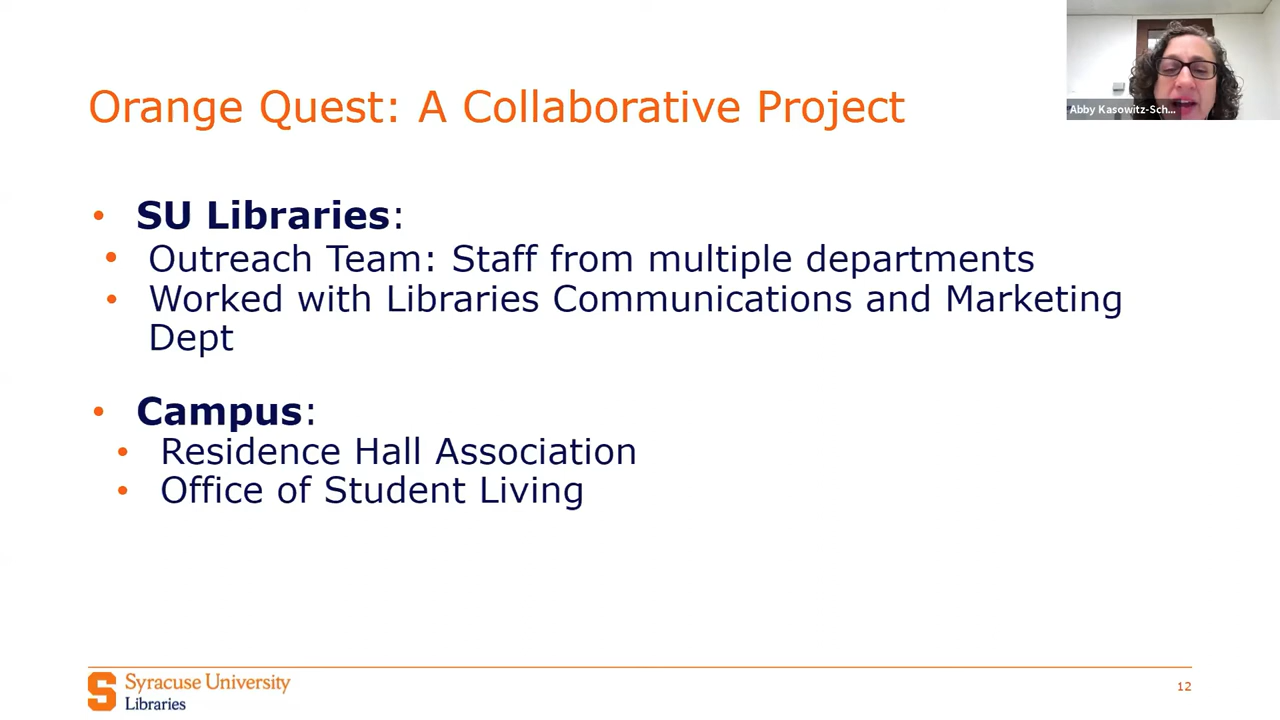 Abby Kasowitz-Sch...
Orange Quest: A Collaborative Project
• SU Libraries:
• Outreach Team: Staff from multiple departments
• Worked with Libraries Communications and Marketing
Dept
• Campus:
• Residence Hall Association
• Office of Student Living
S Syracuse University
Libraries
12